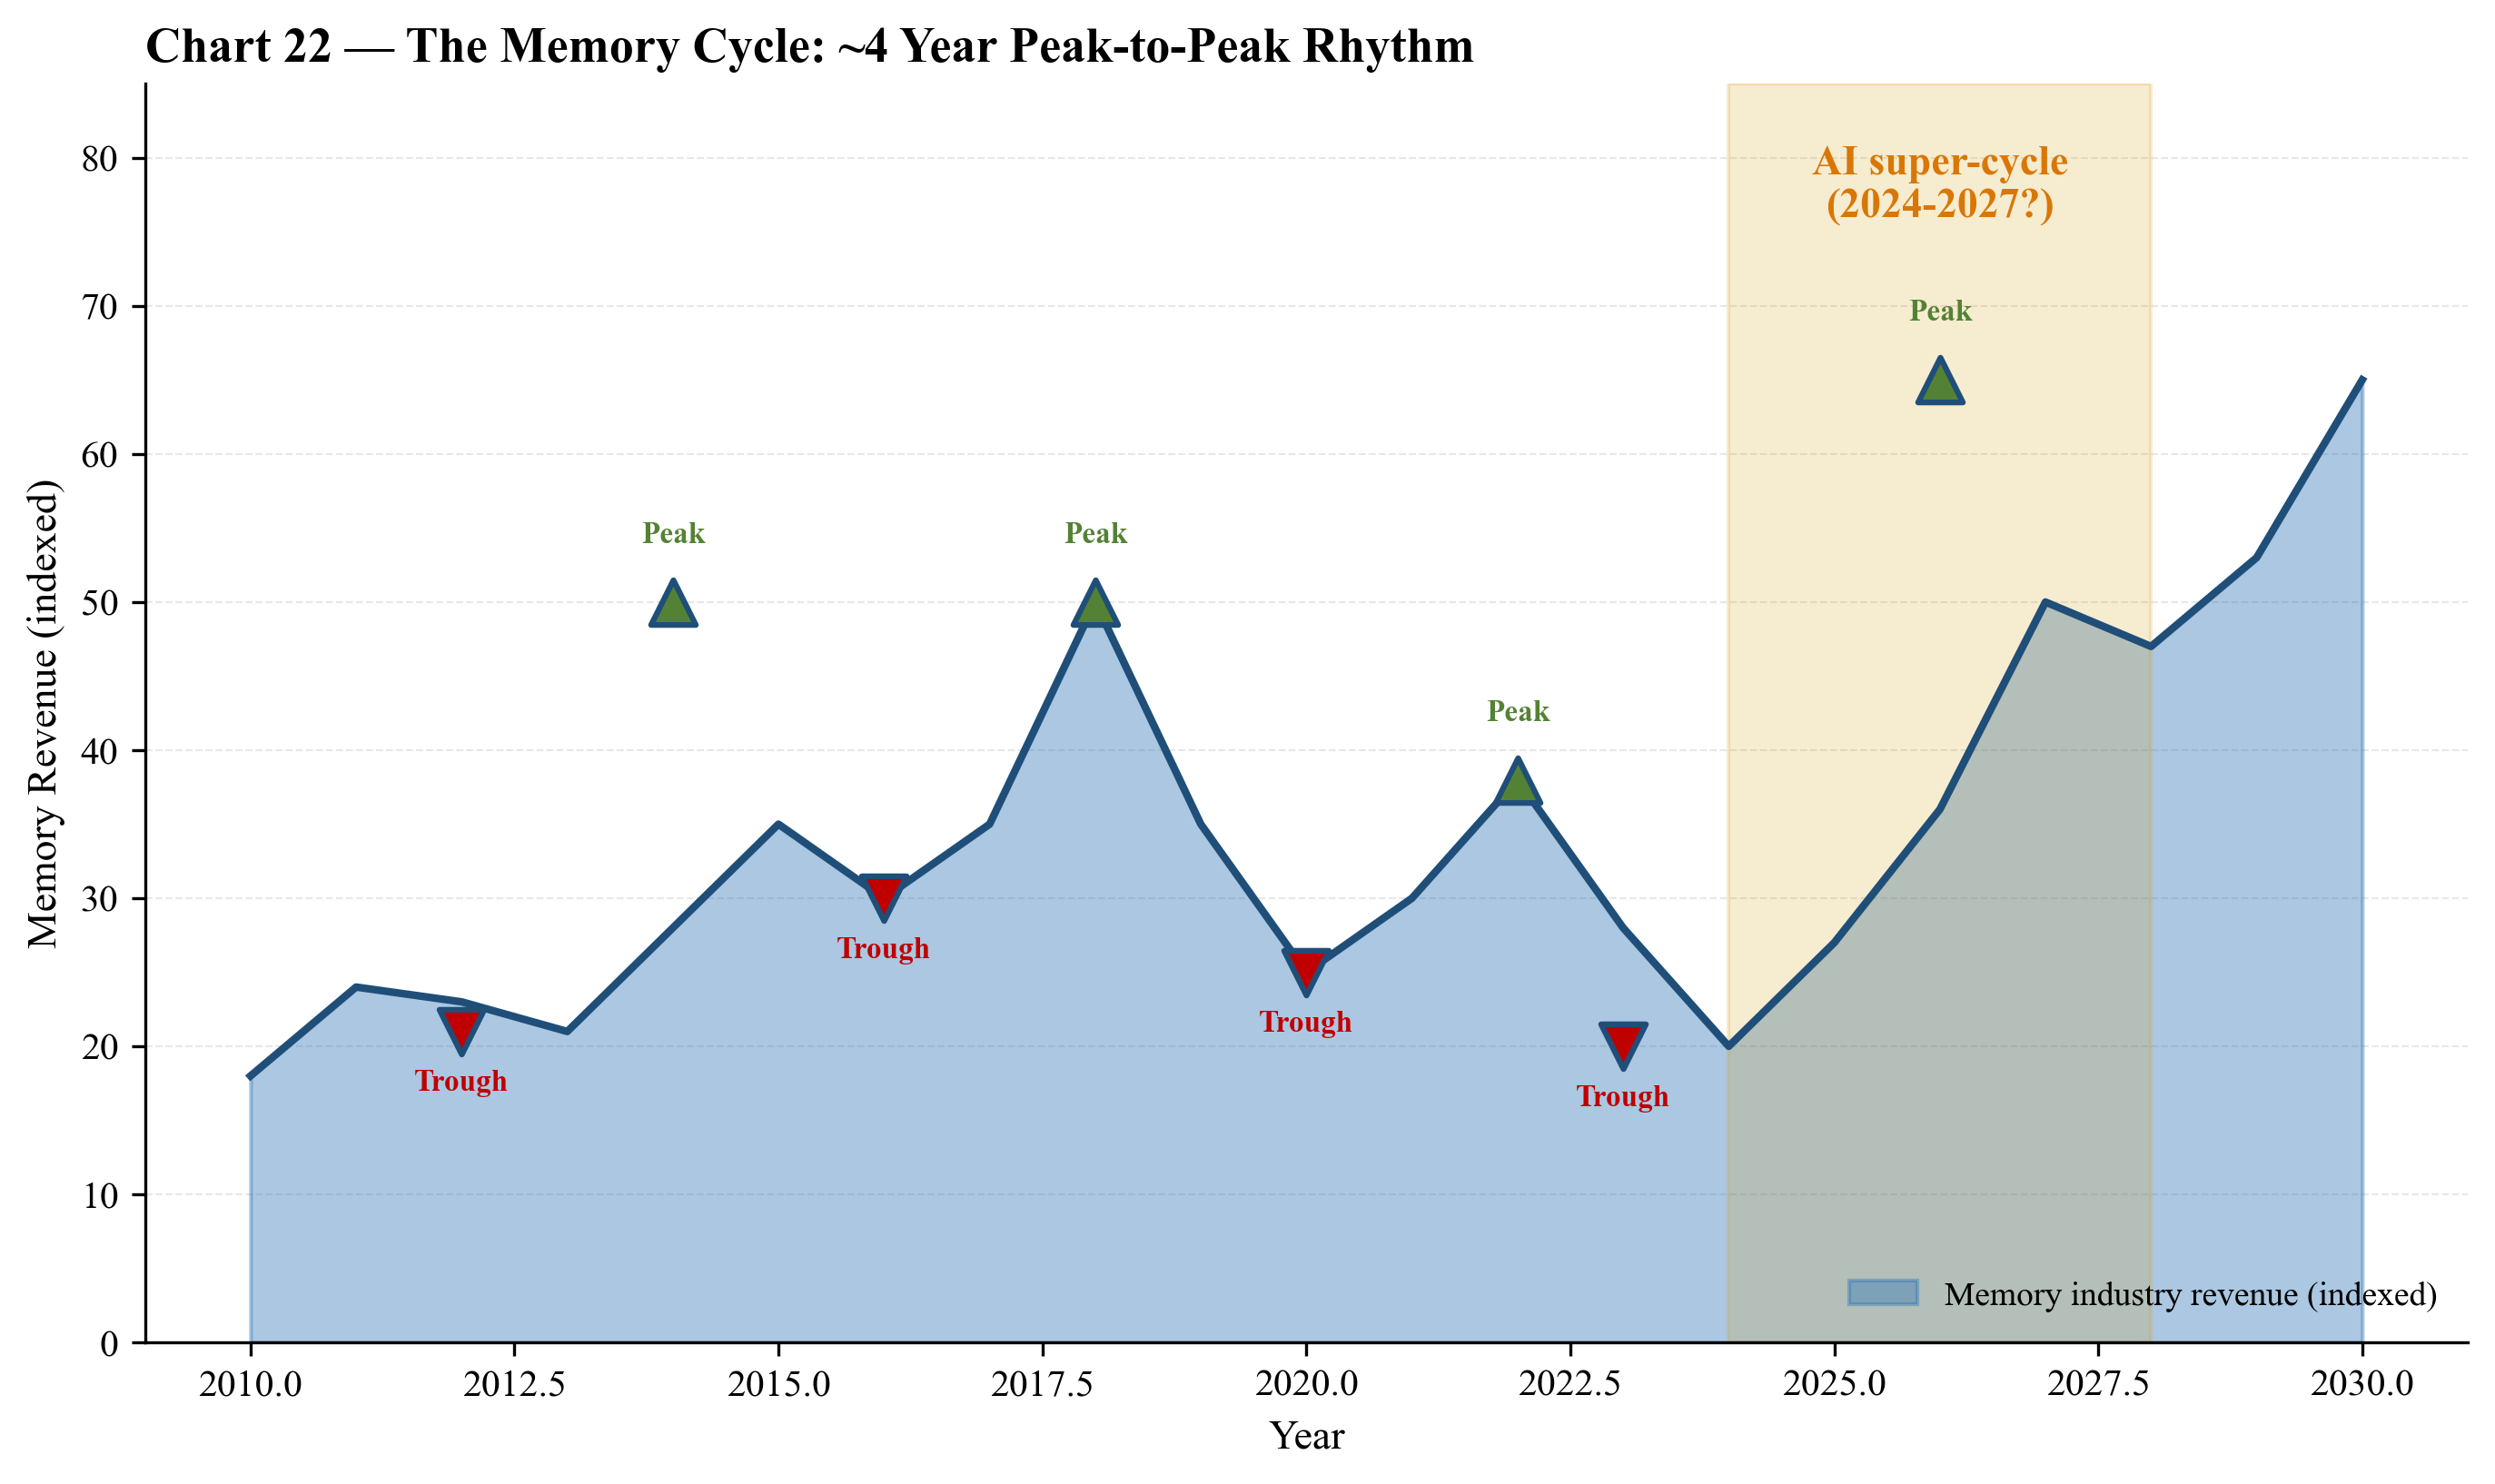 Chart 22 — The Memory Cycle: ~4 Year Peak-to-Peak Rhythm
Memory Revenue (indexed)
80
70
60
50
40
30
20
10
0
AI super-cycle
(2024-2027?)
Peak
Peak
Peak
Peak
Trough
Trough
Trough
Trough
Memory industry revenue (indexed)
2010.0 2012.5 2015.0 2017.5 2020.0 2022.5 2025.0 2027.5 2030.0
Year